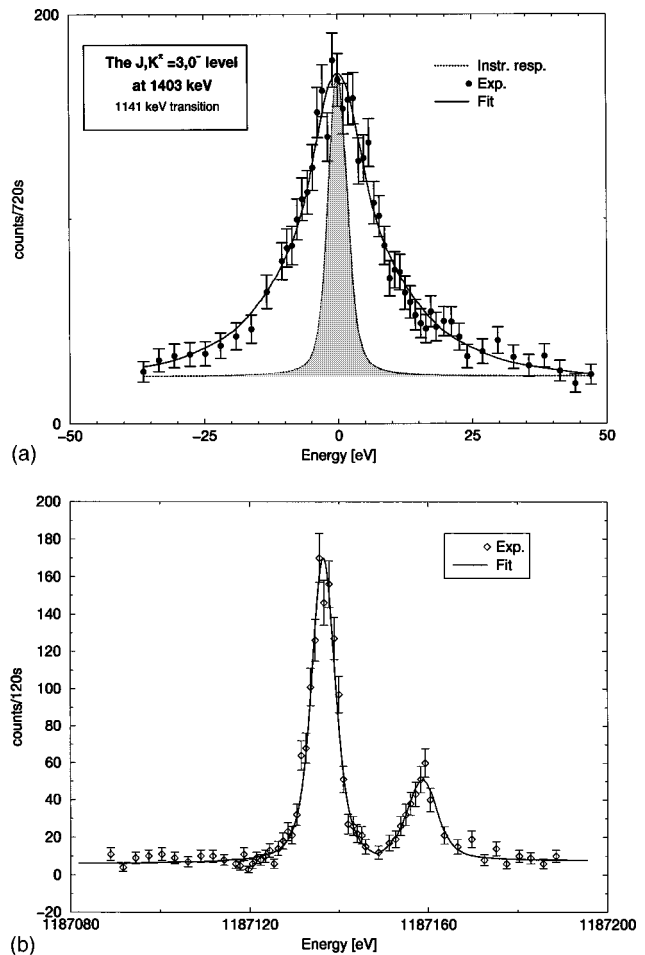 200
The J,Kπ =3,0- level
at 1403 keV
1141 keV transition
Instr. resp.
Exp.
Fit
counts/720s
0
−50 −25 0 25 50
Energy [eV]
(a)
200
180
160
140
120
100
80
60
40
20
0
−20
Exp.
Fit
counts/120s
1187080 1187120 1187160 1187200
Energy [eV]
(b)